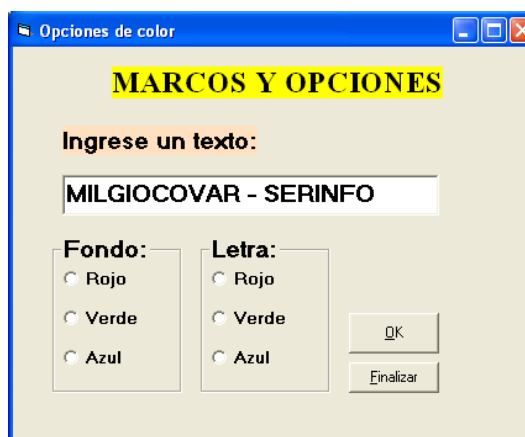 Opciones de color
MARCOS Y OPCIONES
Ingrese un texto:
MILGIOCOVAR - SERINFO
Fondo:
Rojo
Verde
Azul
Letra:
Rojo
Verde
Azul
OK
Finalizar